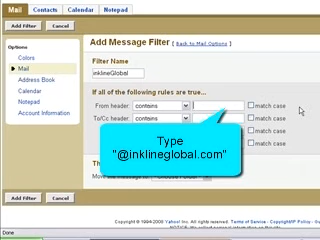 Mail Contacts Calendar Notepad
Add Filter Cancel
Options
Colors
Mail
Address Book
Calendar
Notepad
Account Information
Add Message Filter [ Back to Mail Options ]
Filter Name
inklineGlobal
If all of the following rules are true...
From header: contains match case
To/Cc header: contains match case
match case
match case
Type
"@inklineglobal.com"
Add Filter Cancel
Copyright © 1994-2006 Yahoo! Inc. All rights reserved. Terms of Service - Copyright/IP Policy
Done